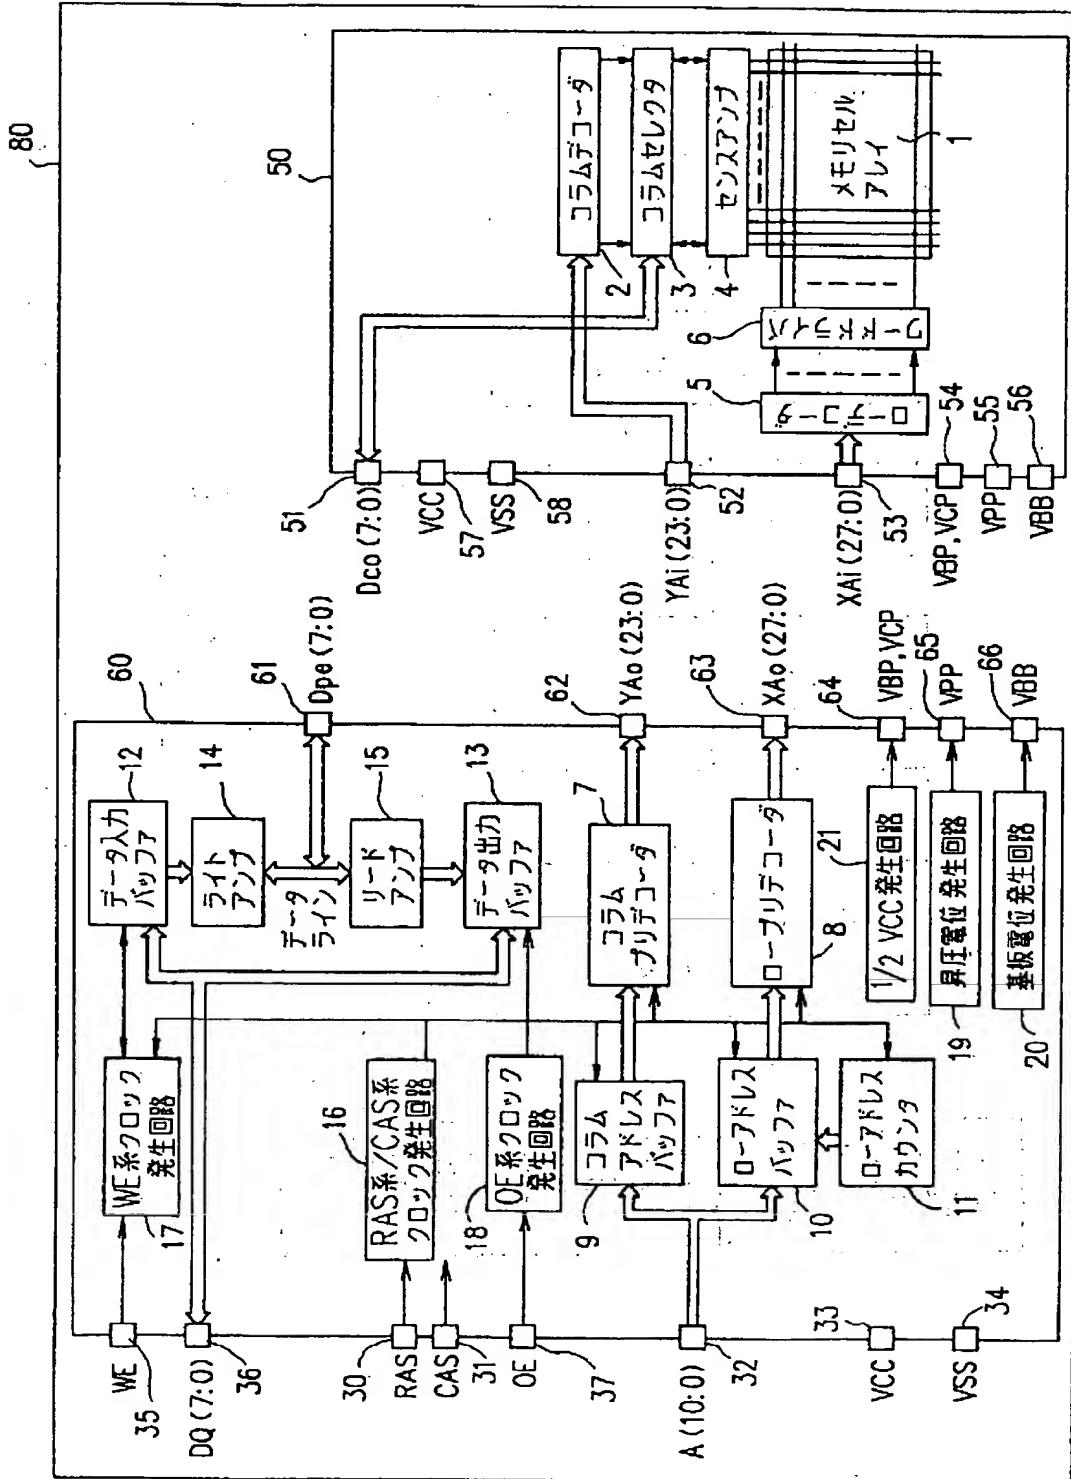 80
60
50
WE
35
DQ (7:0)
36
RAS
30
CAS
31
OE
37
A (10:0)
32
VCC
33
VSS
34
WE系クロック
発生回路
17
RAS系/CAS系
クロック発生回路
16
OE系クロック
発生回路
18
コラム
アドレス
バッファ
9
ローアドレス
バッファ
10
ローアドレス
カウンタ
11
データ入力
バッファ
12
ライト
アンプ
14
データ
ライン
リード
アンプ
15
データ出力
バッファ
13
コラム
プリデコーダ
7
ロープリデコーダ
8
1/2 VCC 発生回路
21
昇圧電位発生回路
19
基板電位発生回路
20
61
Dpe (7:0)
62
YAo (23:0)
63
XAo (27:0)
64
VBP, VCP
65
VPP
66
VBB
51
Dco (7:0)
VCC
57
VSS
58
YAi (23:0)
52
XAi (27:0)
53
VBP, VCP
54
VPP
55
VBB
56
コラムデコーダ
2
コラムセレクタ
3
センスアンプ
4
ローデコーダ
5
ワードドライバ
6
メモリセル
アレイ
1